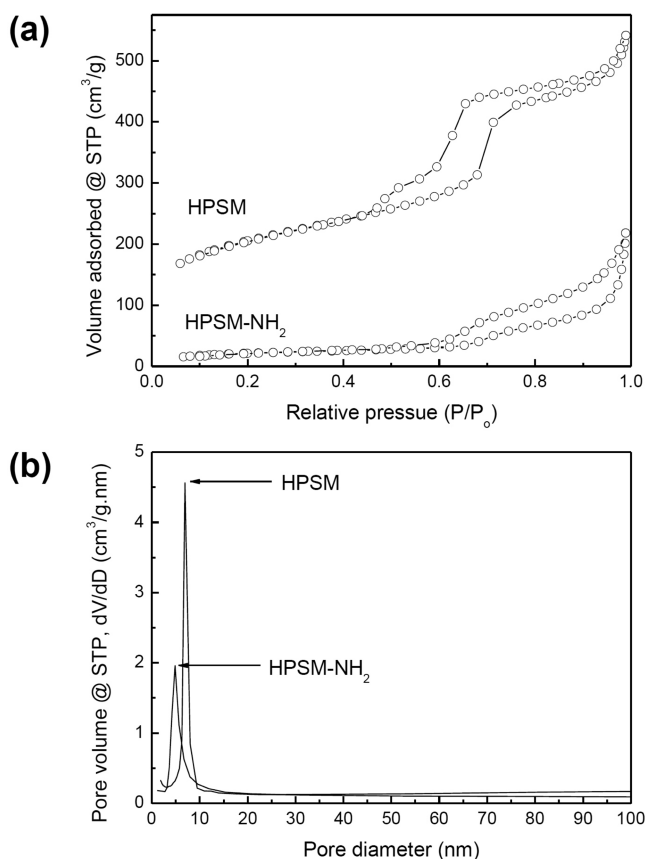 (a)
Volume adsorbed @ STP (cm³/g)
500
400
300
200
100
0
HPSM
HPSM-NH₂
0.0 0.2 0.4 0.6 0.8 1.0
Relative pressue (P/Pₒ)
(b)
Pore volume @ STP, dV/dD (cm³/g.nm)
5
4
3
2
1
0
HPSM
HPSM-NH₂
0 10 20 30 40 50 60 70 80 90 100
Pore diameter (nm)